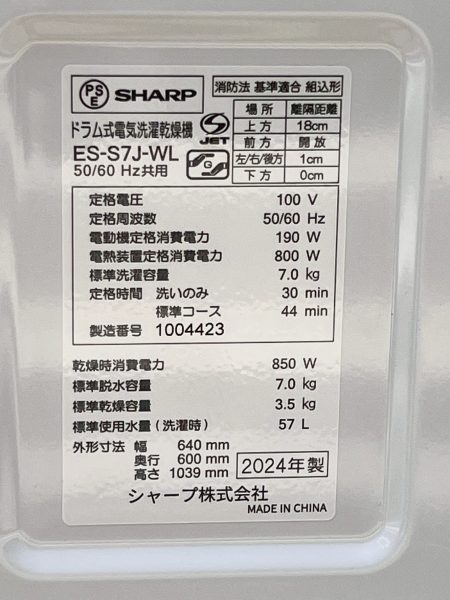 PS
E
SHARP
消防法 基準適合 組込形
場所 離隔距離
上方 18cm
前方 開放
左/右/後方 1cm
下方 0cm
ドラム式電気洗濯乾燥機
S
JET
ES-S7J-WL
50/60 Hz共用
G
定格電圧 100 V
定格周波数 50/60 Hz
電動機定格消費電力 190 W
電熱装置定格消費電力 800 W
標準洗濯容量 7.0 kg
定格時間 洗いのみ 30 min
標準コース 44 min
製造番号 1004423
乾燥時消費電力 850 W
標準脱水容量 7.0 kg
標準乾燥容量 3.5 kg
標準使用水量(洗濯時) 57 L
外形寸法 幅 640 mm
奥行 600 mm
高さ 1039 mm
2024年製
シャープ株式会社
MADE IN CHINA